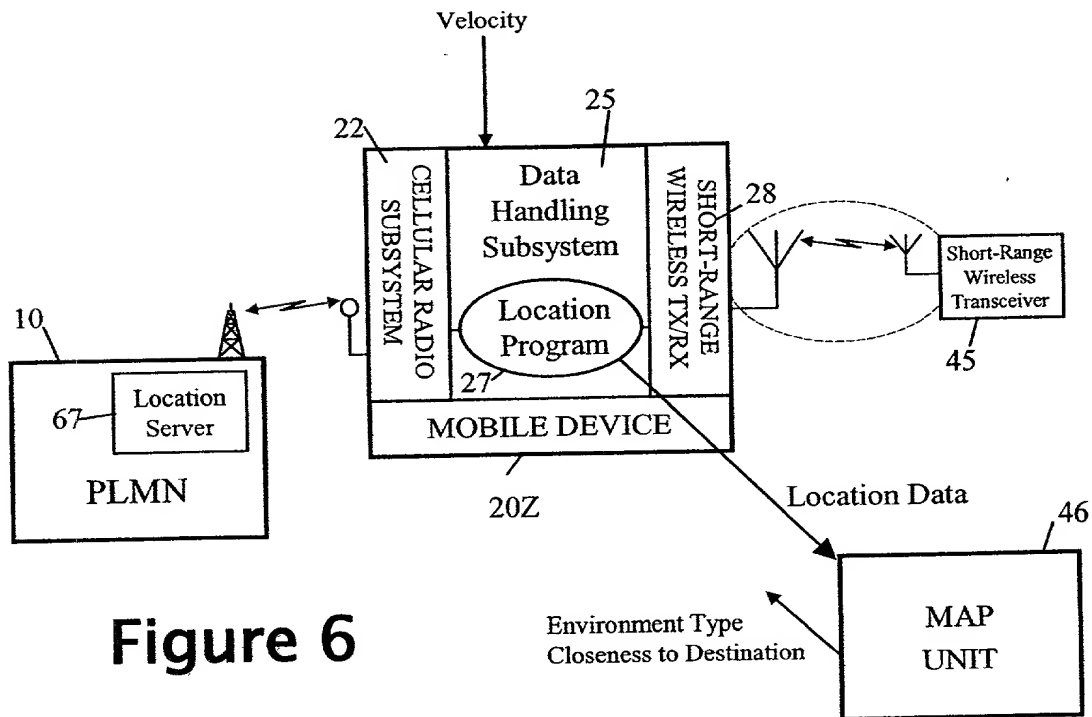 Velocity
22
25
CELLULAR RADIO
SUBSYSTEM
Data
Handling
Subsystem
SHORT-RANGE
WIRELESS TX/RX
28
Short-Range
Wireless
Transceiver
45
Location
Program
27
10
67
Location
Server
PLMN
MOBILE DEVICE
20Z
Location Data
46
Environment Type
Closeness to Destination
MAP
UNIT
Figure 6